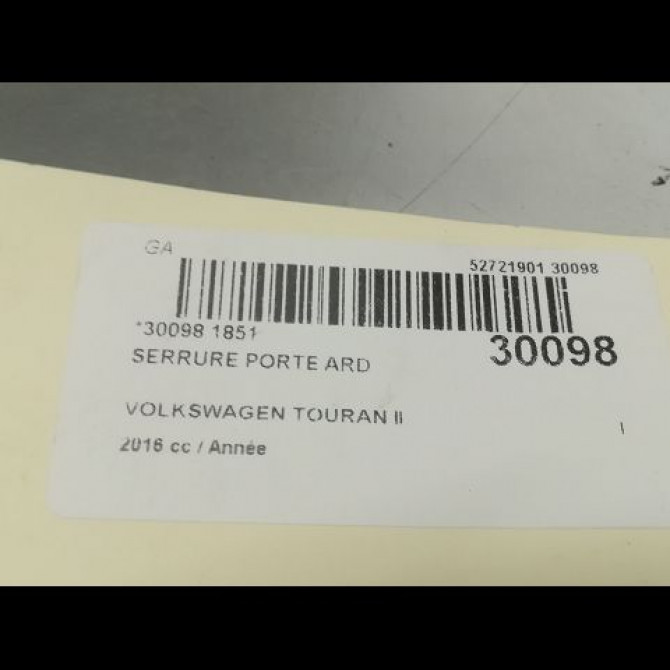 GA
52721901 30098
*30098 1851
30098
SERRURE PORTE ARD
VOLKSWAGEN TOURAN II
2016 cc / Année